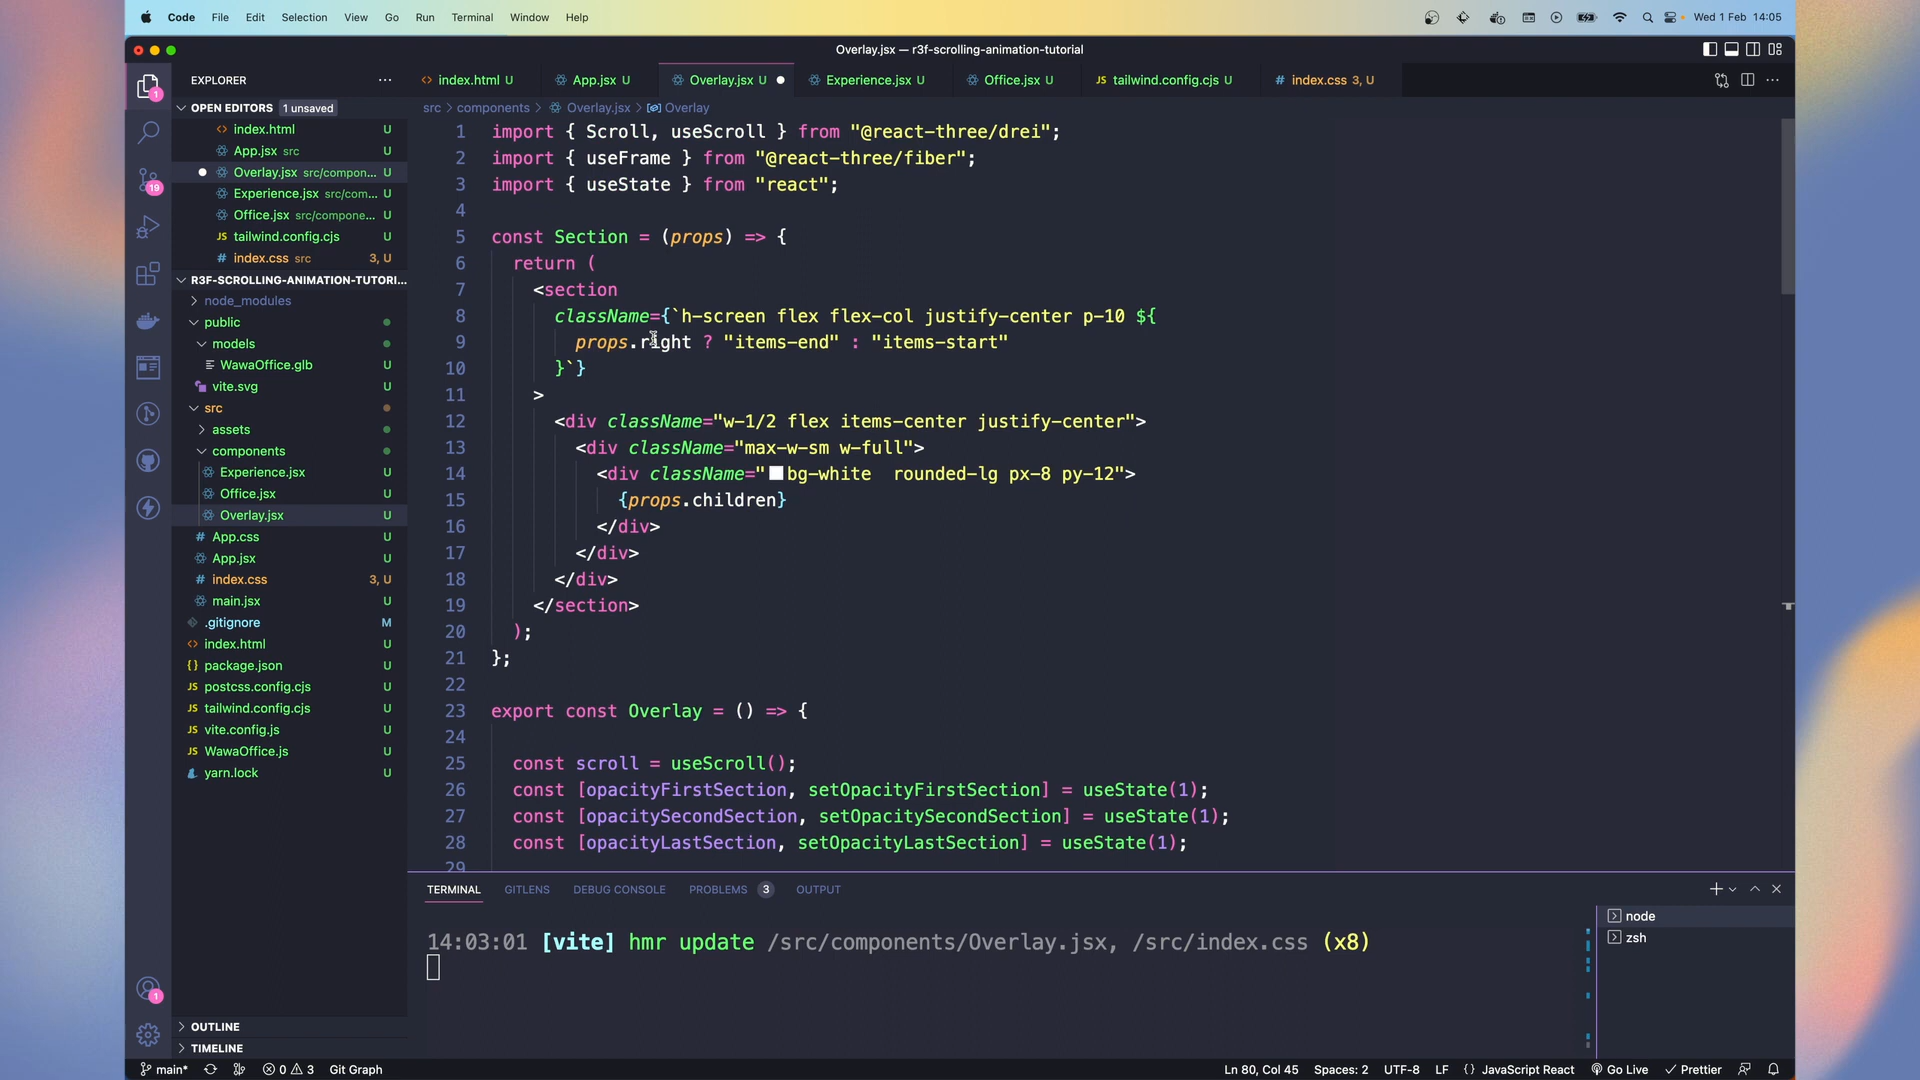 Code File Edit Selection View Go Run Terminal Window Help
Wed 1 Feb 14:05
Overlay.jsx — r3f-scrolling-animation-tutorial
EXPLORER
index.html U
App.jsx U
Overlay.jsx U
Experience.jsx U
Office.jsx U
tailwind.config.cjs U
index.css 3, U
OPEN EDITORS 1 unsaved
index.html U
App.jsx src U
Overlay.jsx src/compon... U
Experience.jsx src/com... U
Office.jsx src/compone... U
tailwind.config.cjs U
index.css src 3, U
R3F-SCROLLING-ANIMATION-TUTORI...
node_modules
public
models
WawaOffice.glb U
vite.svg U
src
assets
components
Experience.jsx U
Office.jsx U
Overlay.jsx U
App.css U
App.jsx U
index.css 3, U
main.jsx U
.gitignore M
index.html U
package.json U
postcss.config.cjs U
tailwind.config.cjs U
vite.config.js U
WawaOffice.js U
yarn.lock U
OUTLINE
TIMELINE
1
19
1
src > components > Overlay.jsx > Overlay
1 import { Scroll, useScroll } from "@react-three/drei";
2 import { useFrame } from "@react-three/fiber";
3 import { useState } from "react";
4
5 const Section = (props) => {
6 return (
7 <section
8 className={`h-screen flex flex-col justify-center p-10 ${
9 props.right ? "items-end" : "items-start"
10 }`}
11 >
12 <div className="w-1/2 flex items-center justify-center">
13 <div className="max-w-sm w-full">
14 <div className="bg-white  rounded-lg px-8 py-12">
15 {props.children}
16 </div>
17 </div>
18 </div>
19 </section>
20 );
21 };
22
23 export const Overlay = () => {
24
25 const scroll = useScroll();
26 const [opacityFirstSection, setOpacityFirstSection] = useState(1);
27 const [opacitySecondSection, setOpacitySecondSection] = useState(1);
28 const [opacityLastSection, setOpacityLastSection] = useState(1);
29
TERMINAL GITLENS DEBUG CONSOLE PROBLEMS 3 OUTPUT
14:03:01 [vite] hmr update /src/components/Overlay.jsx, /src/index.css (x8)
node
zsh
main* 0 3 Git Graph
Ln 80, Col 45 Spaces: 2 UTF-8 LF {} JavaScript React Go Live Prettier